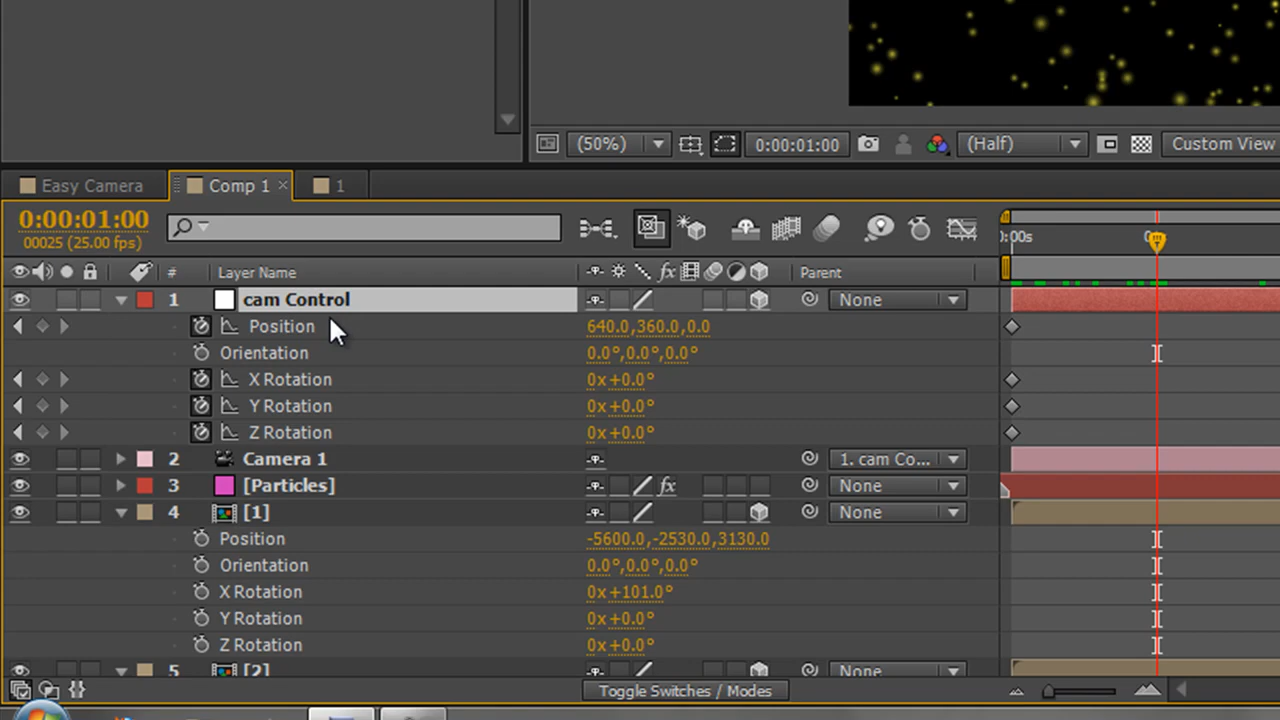 (50%) 0:00:01:00 (Half) Custom View
Easy Camera Comp 1 × 1
0:00:01:00
00025 (25.00 fps)
):00s 0
# Layer Name fx Parent
1 cam Control None
Position 640.0,360.0,0.0
Orientation 0.0°,0.0°,0.0°
X Rotation 0x+0.0°
Y Rotation 0x+0.0°
Z Rotation 0x+0.0°
2 Camera 1 1. cam Co...
3 [Particles] fx None
4 [1] None
Position -5600.0,-2530.0,3130.0
Orientation 0.0°,0.0°,0.0°
X Rotation 0x+101.0°
Y Rotation 0x+0.0°
Z Rotation 0x+0.0°
5 [2] None
Toggle Switches / Modes